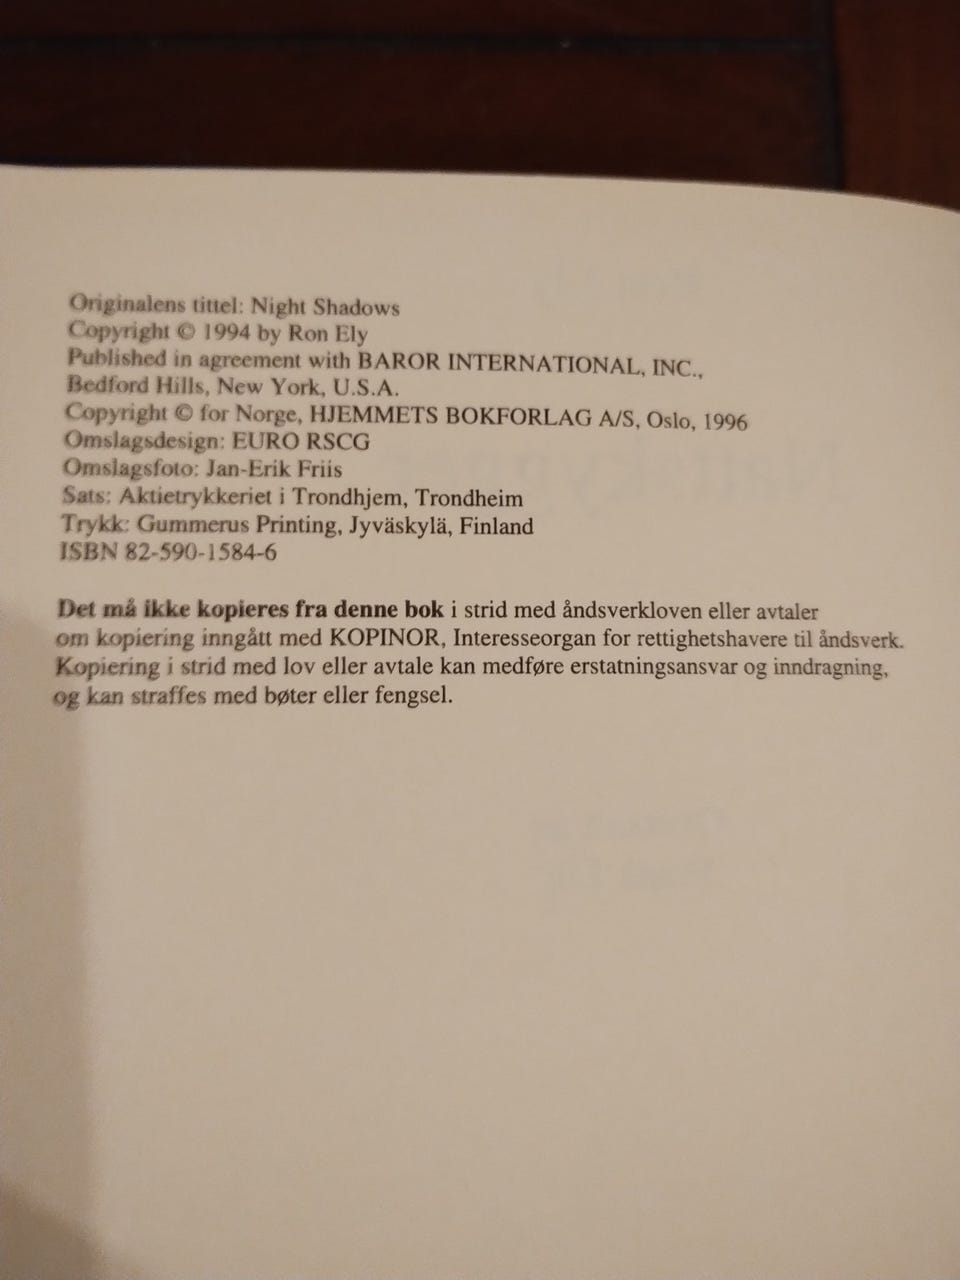 Originalens tittel: Night Shadows
Copyright © 1994 by Ron Ely
Published in agreement with BAROR INTERNATIONAL, INC.,
Bedford Hills, New York, U.S.A.
Copyright © for Norge, HJEMMETS BOKFORLAG A/S, Oslo, 1996
Omslagsdesign: EURO RSCG
Omslagsfoto: Jan-Erik Friis
Sats: Aktietrykkeriet i Trondhjem, Trondheim
Trykk: Gummerus Printing, Jyväskylä, Finland
ISBN 82-590-1584-6
Det må ikke kopieres fra denne bok i strid med åndsverkloven eller avtaler
om kopiering inngått med KOPINOR, Interesseorgan for rettighetshavere til åndsverk.
Kopiering i strid med lov eller avtale kan medføre erstatningsansvar og inndragning,
og kan straffes med bøter eller fengsel.